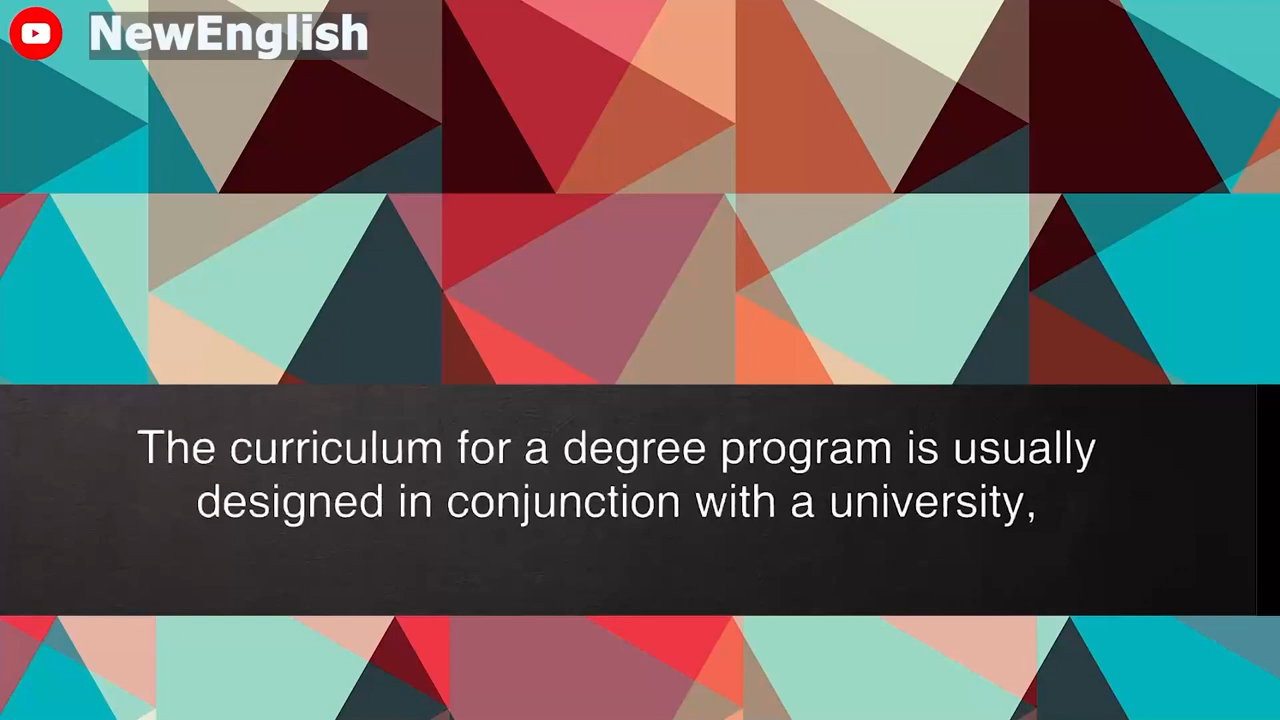 NewEnglish
The curriculum for a degree program is usually
designed in conjunction with a university,